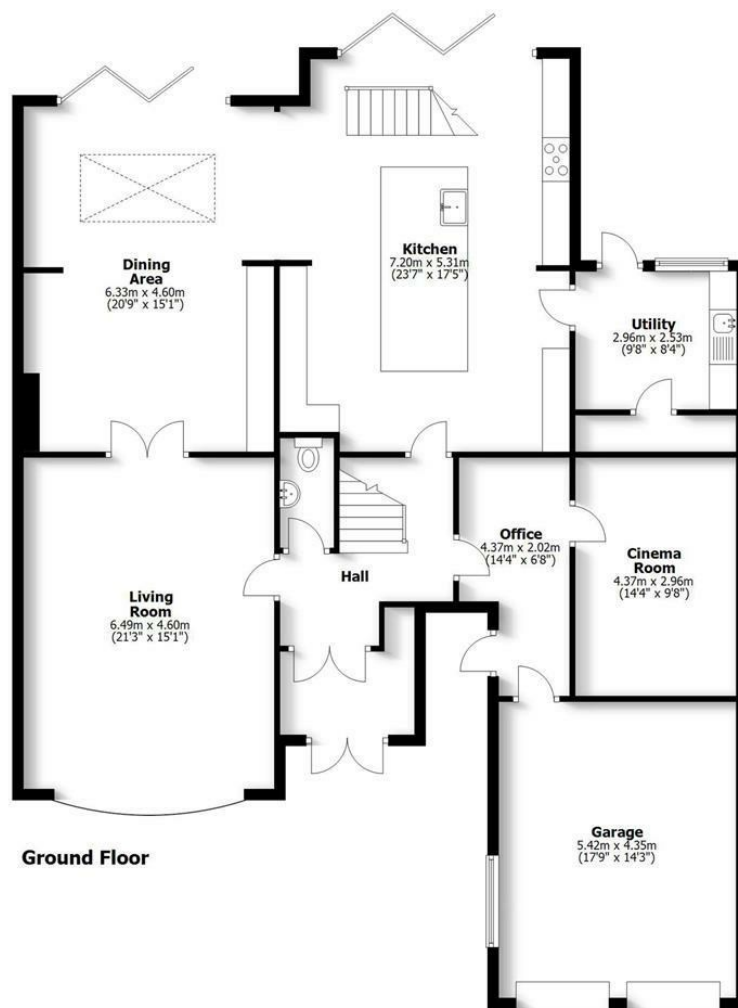 Dining
Area
6.33m x 4.60m
(20'9" x 15'1")
Kitchen
7.20m x 5.31m
(23'7" x 17'5")
Utility
2.96m x 2.53m
(9'8" x 8'4")
Living
Room
6.49m x 4.60m
(21'3" x 15'1")
Hall
Office
4.37m x 2.02m
(14'4" x 6'8")
Cinema
Room
4.37m x 2.96m
(14'4" x 9'8")
Garage
5.42m x 4.35m
(17'9" x 14'3")
Ground Floor